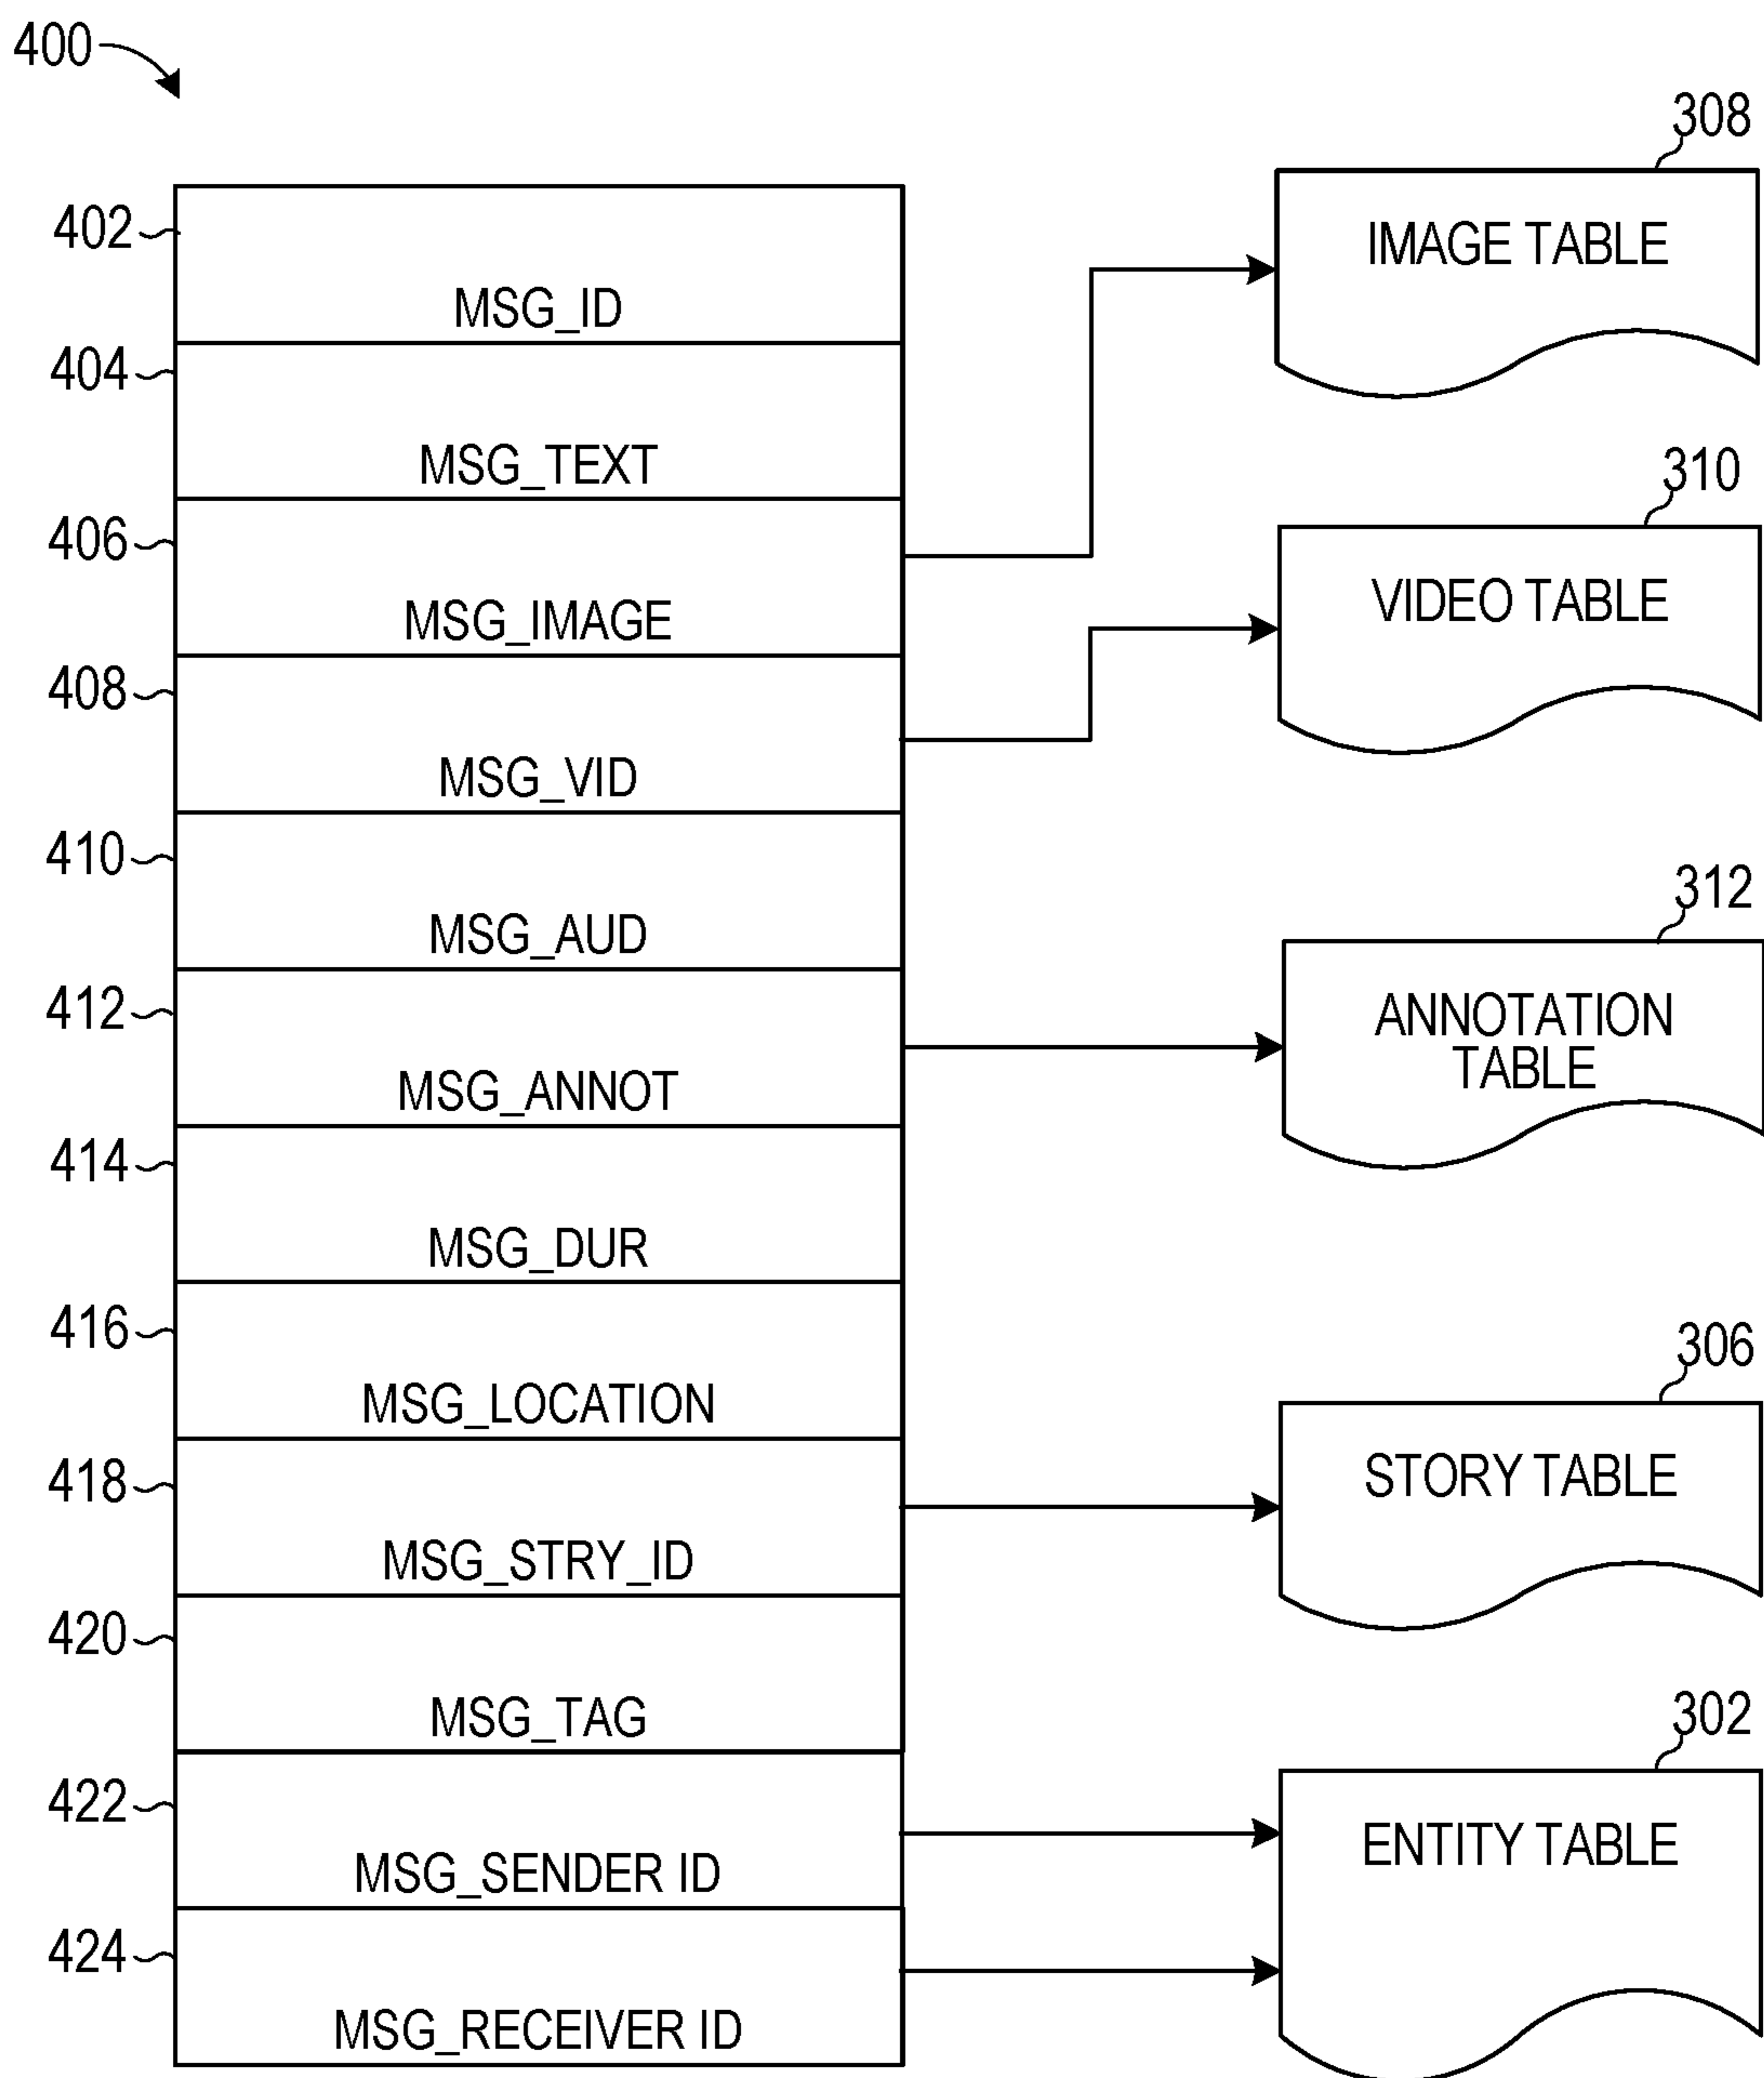 400
402
MSG_ID
404
MSG_TEXT
406
MSG_IMAGE
408
MSG_VID
410
MSG_AUD
412
MSG_ANNOT
414
MSG_DUR
416
MSG_LOCATION
418
MSG_STRY_ID
420
MSG_TAG
422
MSG_SENDER ID
424
MSG_RECEIVER ID
308
IMAGE TABLE
310
VIDEO TABLE
312
ANNOTATION
TABLE
306
STORY TABLE
302
ENTITY TABLE